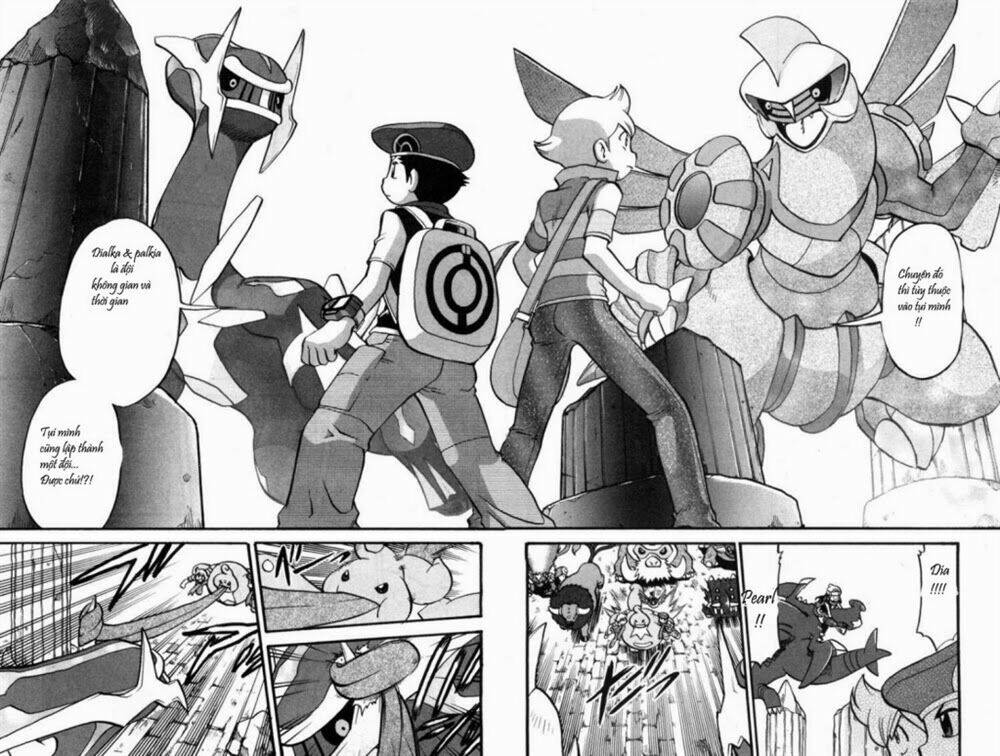 Chuyện đó
thì tùy thuộc
vào tụi mình
!!
Dialka & palkia
là đội
không gian và
thời gian
Tụi mình
cũng lập thành
một đội...
Được chứ!?!
Dia
!!!!
Pearl
!!